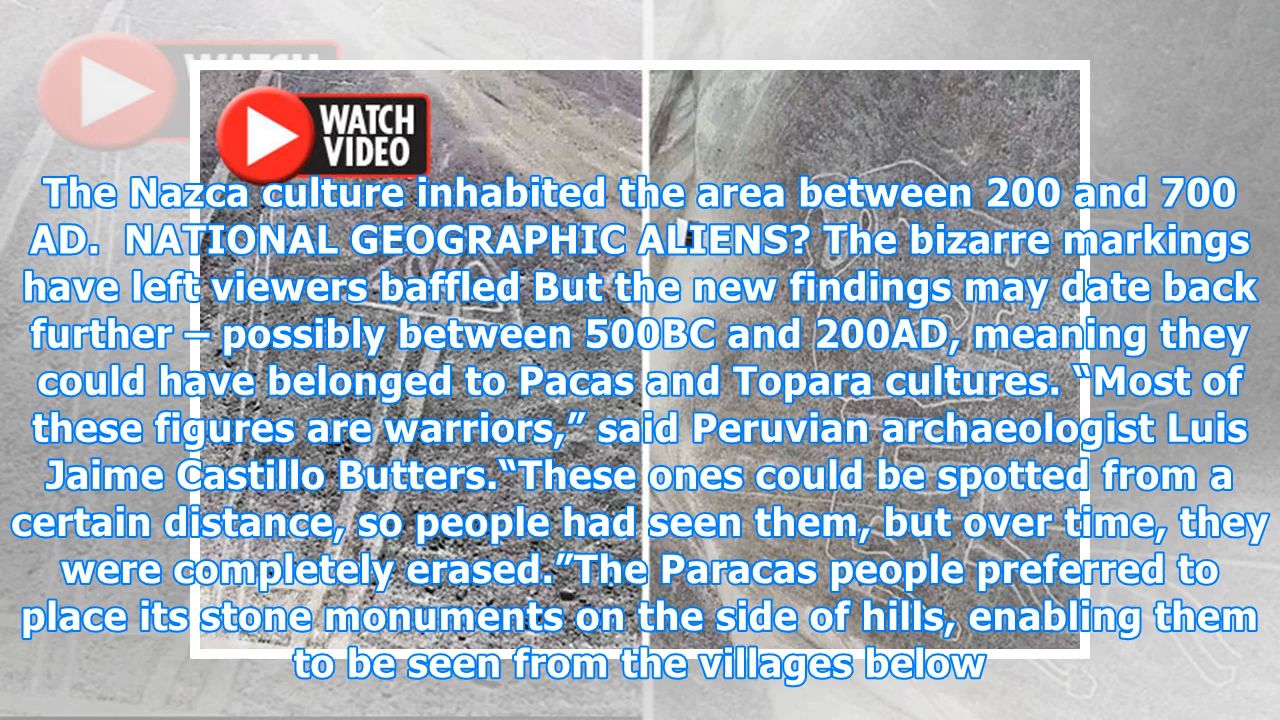 WATCH
WATCH
VIDEO
The Nazca culture inhabited the area between 200 and 700
AD.  NATIONAL GEOGRAPHIC ALIENS? The bizarre markings
have left viewers baffled But the new findings may date back
further – possibly between 500BC and 200AD, meaning they
could have belonged to Pacas and Topara cultures. “Most of
these figures are warriors,” said Peruvian archaeologist Luis
Jaime Castillo Butters.“These ones could be spotted from a
certain distance, so people had seen them, but over time, they
were completely erased.”The Paracas people preferred to
place its stone monuments on the side of hills, enabling them
to be seen from the villages below